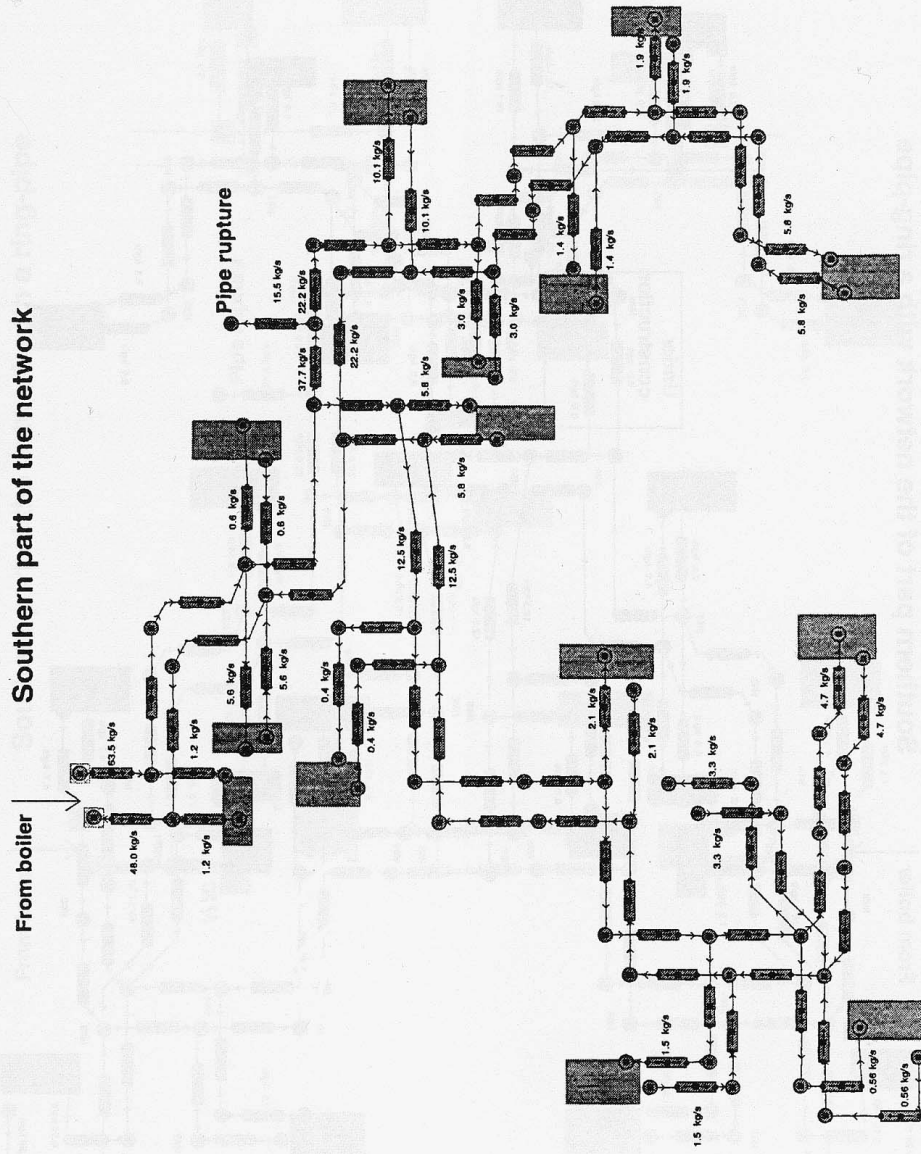 From boiler
Southern part of the network
63.5 kg/s
48.0 kg/s
1.2 kg/s
1.2 kg/s
5.6 kg/s
5.6 kg/s
0.6 kg/s
0.6 kg/s
Pipe rupture
15.5 kg/s
37.7 kg/s
22.2 kg/s
22.2 kg/s
10.1 kg/s
10.1 kg/s
3.0 kg/s
3.0 kg/s
1.4 kg/s
1.4 kg/s
1.9 kg/s
1.9 kg/s
5.8 kg/s
5.8 kg/s
5.8 kg/s
5.8 kg/s
12.5 kg/s
12.5 kg/s
0.4 kg/s
0.4 kg/s
2.1 kg/s
2.1 kg/s
3.3 kg/s
3.3 kg/s
4.7 kg/s
4.7 kg/s
1.5 kg/s
1.5 kg/s
0.56 kg/s
0.56 kg/s